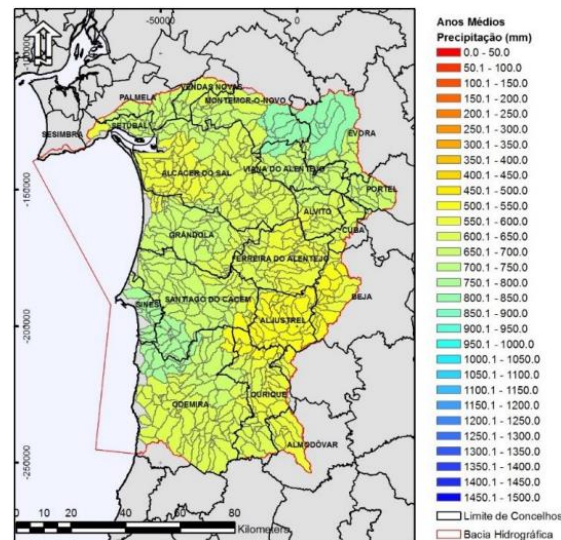 -50000
0
Anos Médios
Precipitação (mm)
0.0 - 50.0
50.1 - 100.0
100.1 - 150.0
150.1 - 200.0
200.1 - 250.0
250.1 - 300.0
300.1 - 350.0
350.1 - 400.0
400.1 - 450.0
450.1 - 500.0
500.1 - 550.0
550.1 - 600.0
600.1 - 650.0
650.1 - 700.0
700.1 - 750.0
750.1 - 800.0
800.1 - 850.0
850.1 - 900.0
900.1 - 950.0
950.1 - 1000.0
1000.1 - 1050.0
1050.1 - 1100.0
1100.1 - 1150.0
1150.1 - 1200.0
1200.1 - 1250.0
1250.1 - 1300.0
1300.1 - 1350.0
1350.1 - 1400.0
1400.1 - 1450.0
1450.1 - 1500.0
Limite de Concelhos
Bacia Hidrográfica
VENDAS NOVAS
PALMELA
MONTEMOR-O-NOVO
SETÚBAL
SESIMBRA
ÉVORA
ALCÁCER DO SAL
VIANA DO ALENTEJO
PORTEL
-150000
ALVITO
CUBA
GRÂNDOLA
FERREIRA DO ALENTEJO
BEJA
SANTIAGO DO CACÉM
SINES
ALJUSTREL
-200000
OURIQUE
ODEMIRA
ALMODÔVAR
-250000
0 10 20 40 60 80
Kilometers